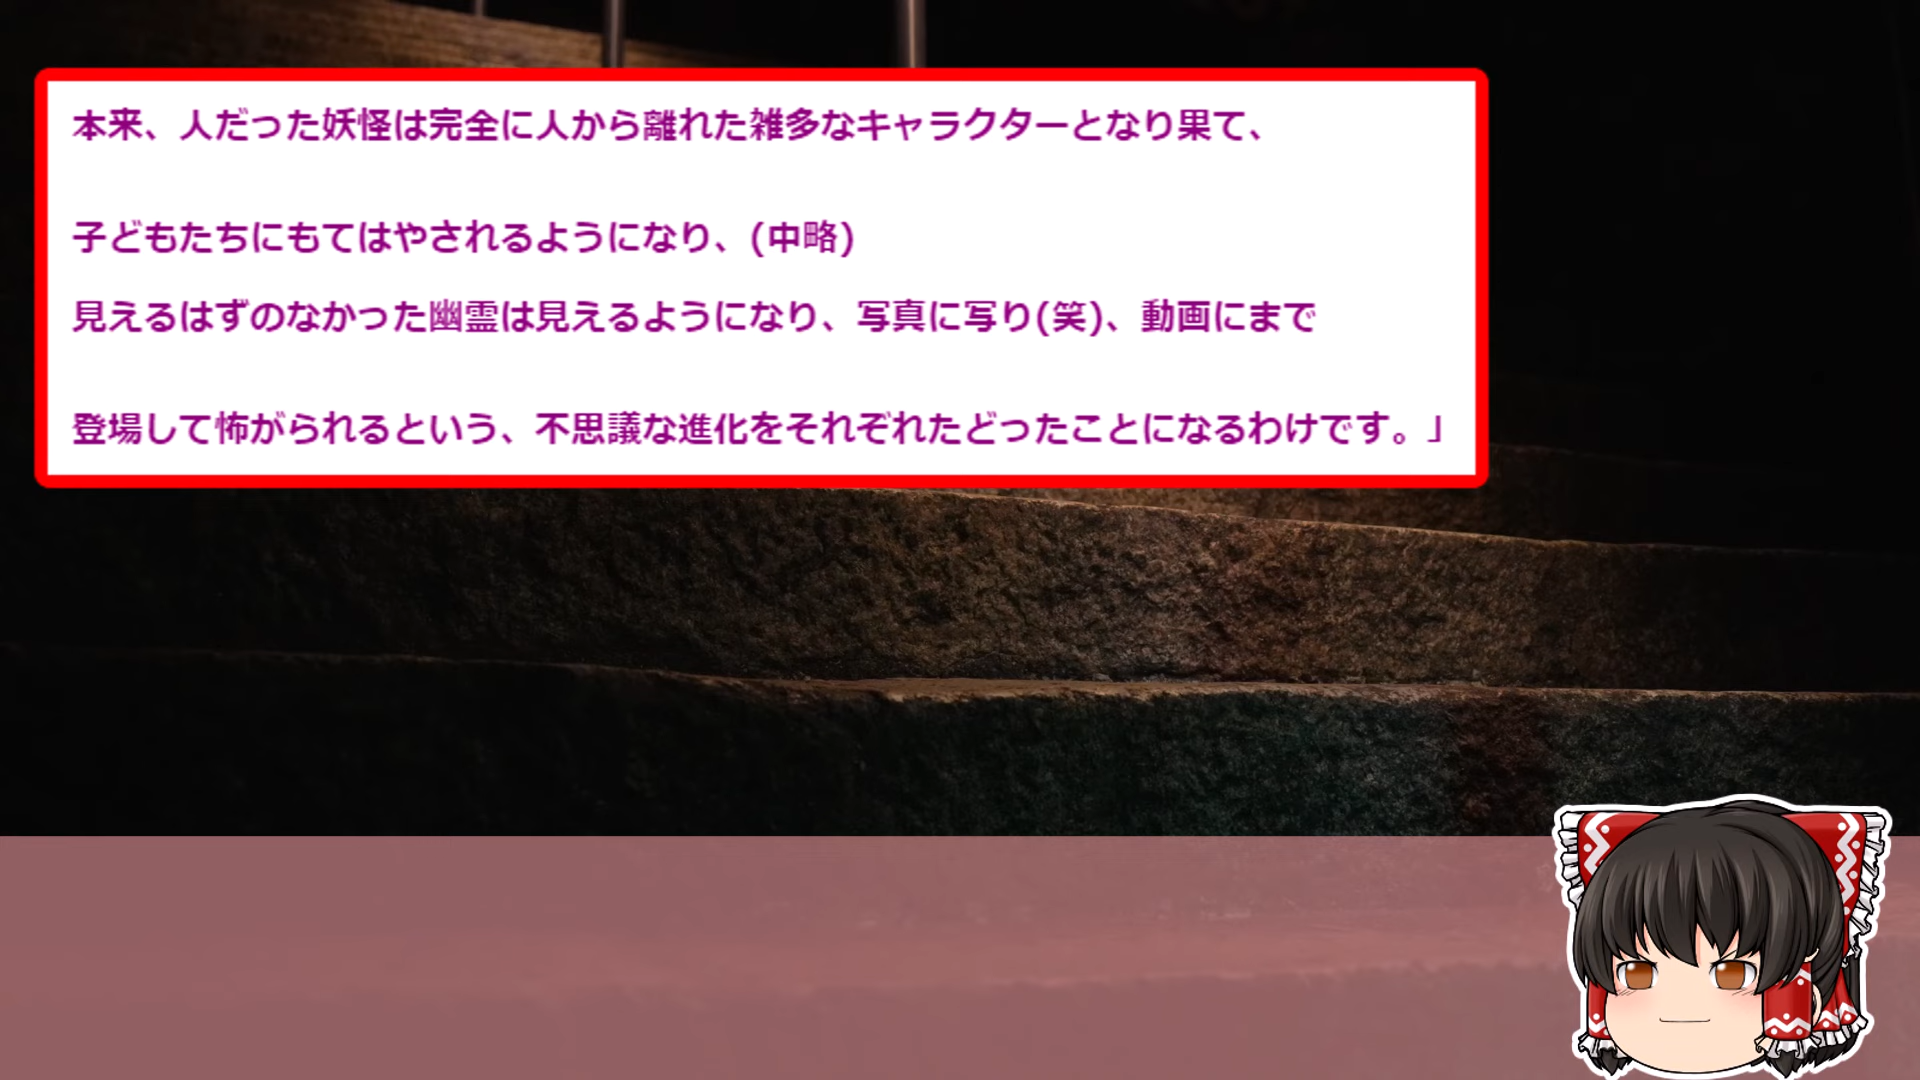 本来、人だった妖怪は完全に人から離れた雑多なキャラクターとなり果て、
子どもたちにもてはやされるようになり、(中略)
見えるはずのなかった幽霊は見えるようになり、写真に写り(笑)、動画にまで
登場して怖がられるという、不思議な進化をそれぞれたどったことになるわけです。」